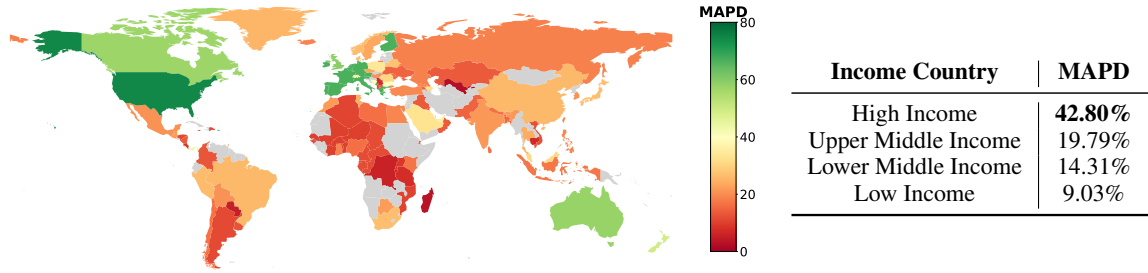 MAPD
80
60
40
20
0
Income Country MAPD
High Income 42.80%
Upper Middle Income 19.79%
Lower Middle Income 14.31%
Low Income 9.03%